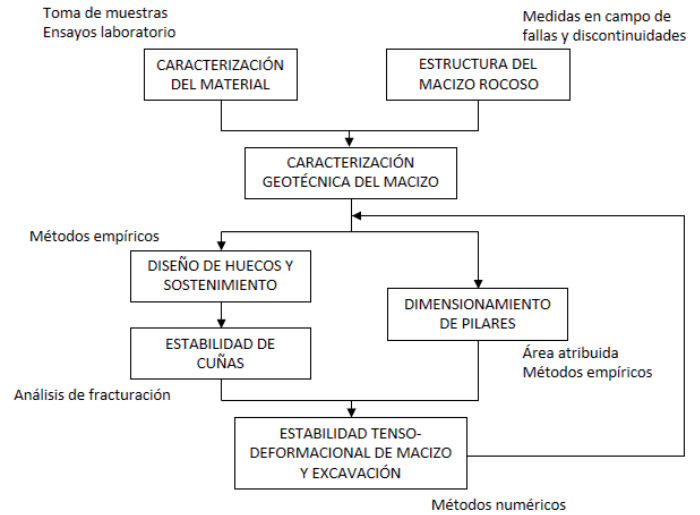 Toma de muestras
Ensayos laboratorio
Medidas en campo de
fallas y discontinuidades
CARACTERIZACIÓN
DEL MATERIAL
ESTRUCTURA DEL
MACIZO ROCOSO
CARACTERIZACIÓN
GEOTÉCNICA DEL MACIZO
Métodos empíricos
DISEÑO DE HUECOS Y
SOSTENIMIENTO
DIMENSIONAMIENTO
DE PILARES
ESTABILIDAD DE
CUÑAS
Área atribuida
Métodos empíricos
Análisis de fracturación
ESTABILIDAD TENSO-
DEFORMACIONAL DE MACIZO
Y EXCAVACIÓN
Métodos numéricos